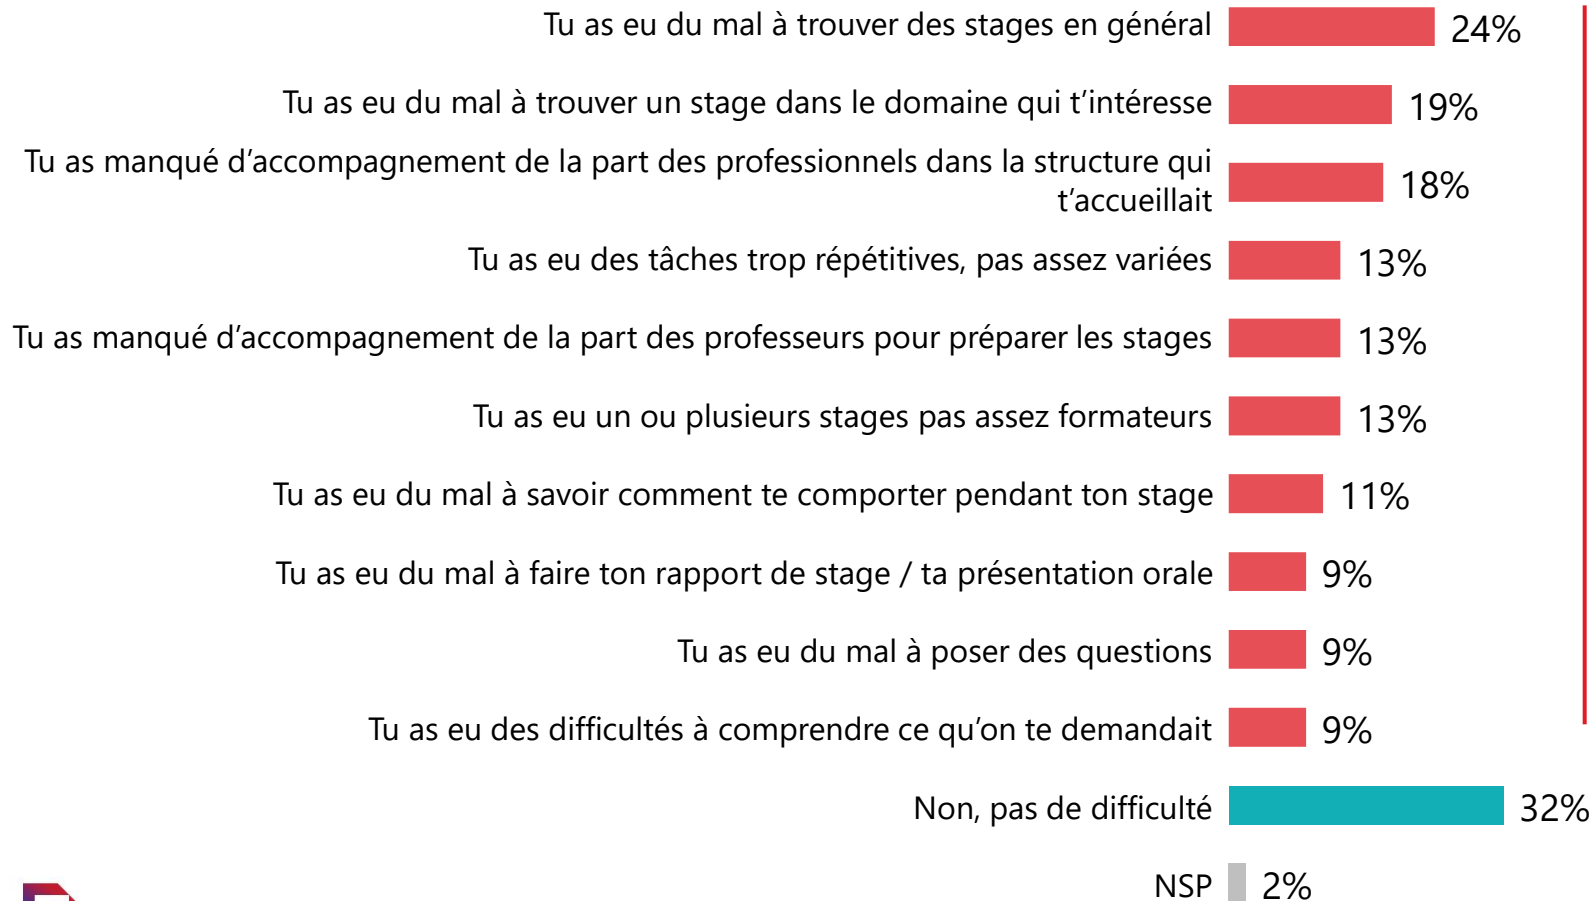 Tu as eu du mal à trouver des stages en général 24%
Tu as eu du mal à trouver un stage dans le domaine qui t’intéresse 19%
Tu as manqué d’accompagnement de la part des professionnels dans la structure qui
t’accueillait 18%
Tu as eu des tâches trop répétitives, pas assez variées 13%
Tu as manqué d’accompagnement de la part des professeurs pour préparer les stages 13%
Tu as eu un ou plusieurs stages pas assez formateurs 13%
Tu as eu du mal à savoir comment te comporter pendant ton stage 11%
Tu as eu du mal à faire ton rapport de stage / ta présentation orale 9%
Tu as eu du mal à poser des questions 9%
Tu as eu des difficultés à comprendre ce qu’on te demandait 9%
Non, pas de difficulté 32%
NSP 2%